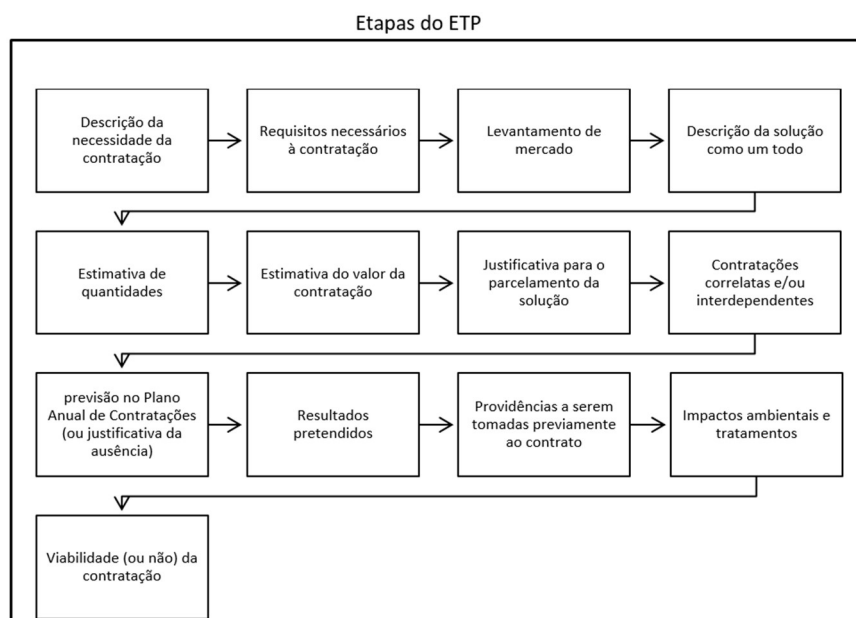 Etapas do ETP
Descrição da
necessidade da
contratação
Requisitos necessários
à contratação
Levantamento de
mercado
Descrição da solução
como um todo
Estimativa de
quantidades
Estimativa do valor da
contratação
Justificativa para o
parcelamento da
solução
Contratações
correlatas e/ou
interdependentes
previsão no Plano
Anual de Contratações
(ou justificativa da
ausência)
Resultados
pretendidos
Providências a serem
tomadas previamente
ao contrato
Impactos ambientais e
tratamentos
Viabilidade (ou não) da
contratação